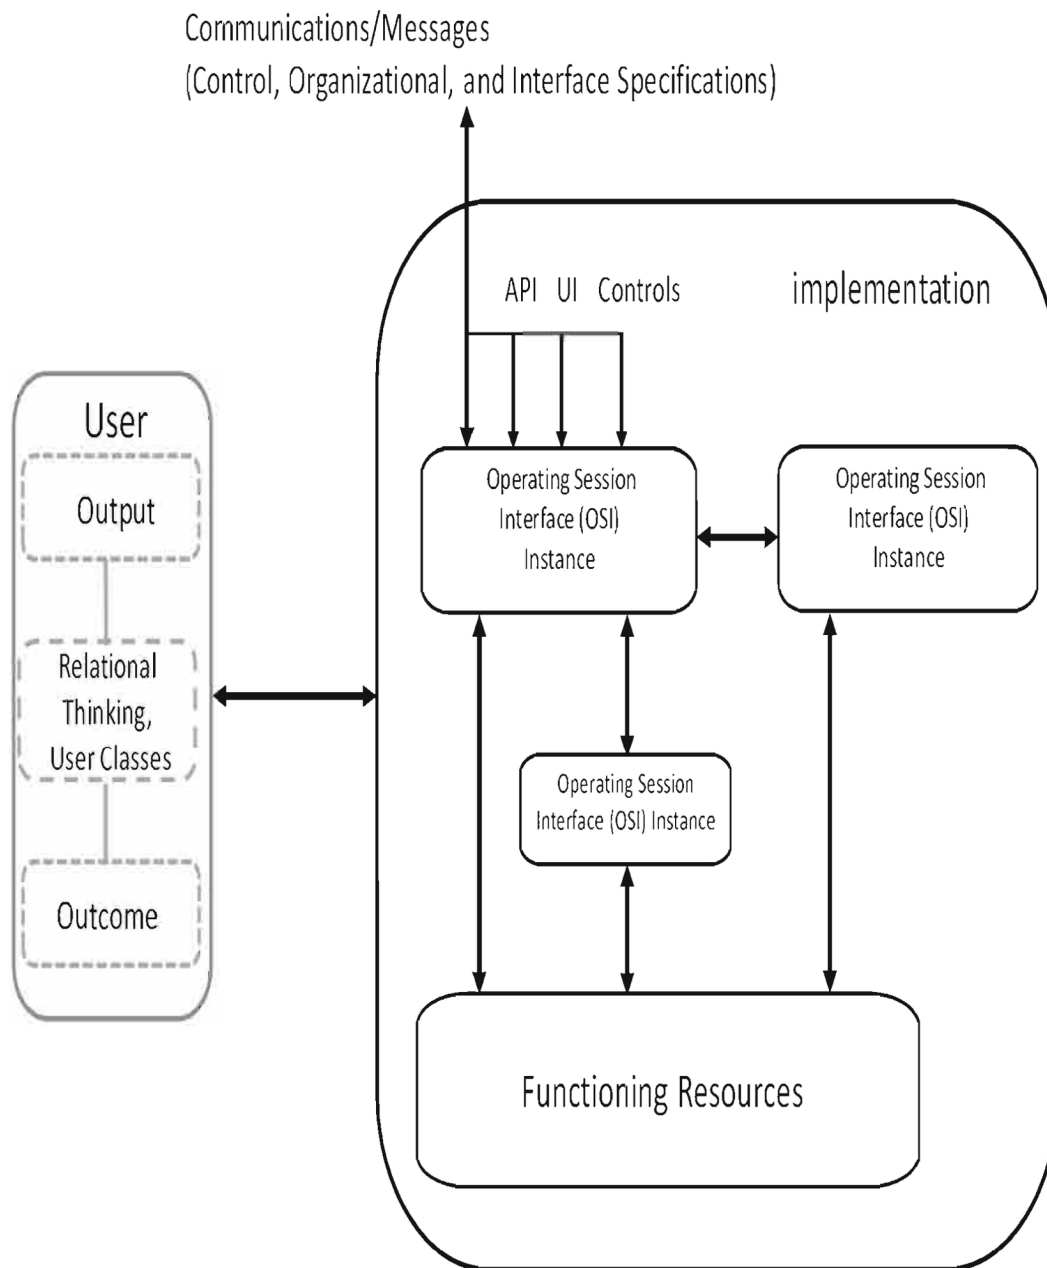 Communications/Messages
(Control, Organizational, and Interface Specifications)
API UI Controls
implementation
User
Output
Relational
Thinking,
User Classes
Outcome
Operating Session
Interface (OSI)
Instance
Operating Session
Interface (OSI)
Instance
Operating Session
Interface (OSI) Instance
Functioning Resources